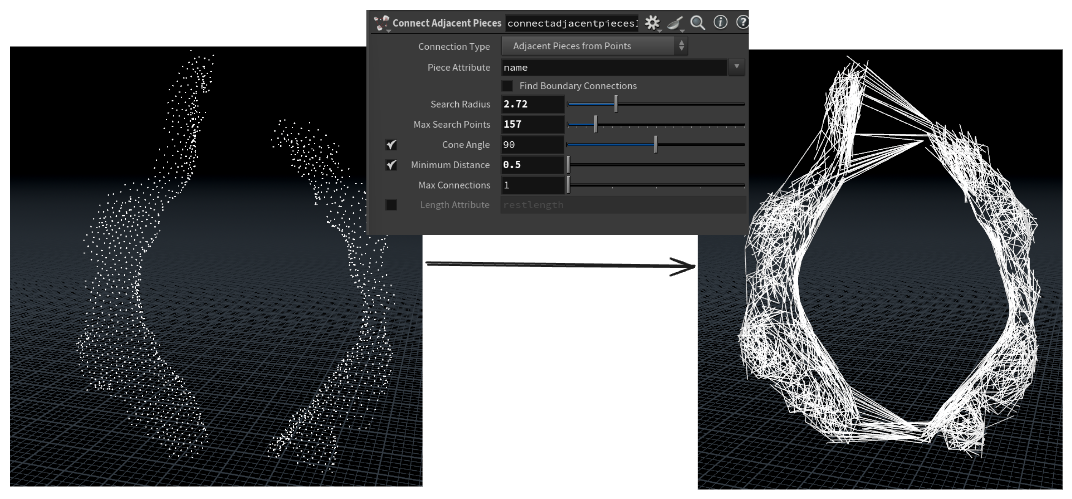 Connect Adjacent Pieces connectadjacentpieces1
Connection Type Adjacent Pieces from Points
Piece Attribute name
Find Boundary Connections
Search Radius 2.72
Max Search Points 157
Cone Angle 90
Minimum Distance 0.5
Max Connections 1
Length Attribute restlength